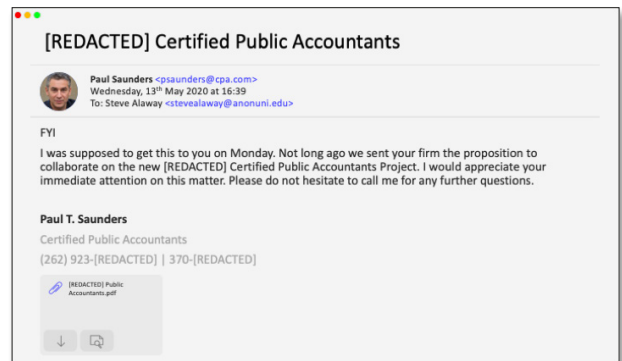 [REDACTED] Certified Public Accountants
Paul Saunders <psaunders@cpa.com>
Wednesday, 13th May 2020 at 16:39
To: Steve Alaway <stevealaway@anonuni.edu>
FYI
I was supposed to get this to you on Monday. Not long ago we sent your firm the proposition to
collaborate on the new [REDACTED] Certified Public Accountants Project. I would appreciate your
immediate attention on this matter. Please do not hesitate to call me for any further questions.
Paul T. Saunders
Certified Public Accountants
(262) 923-[REDACTED] | 370-[REDACTED]
[REDACTED] Public
Accountants.pdf